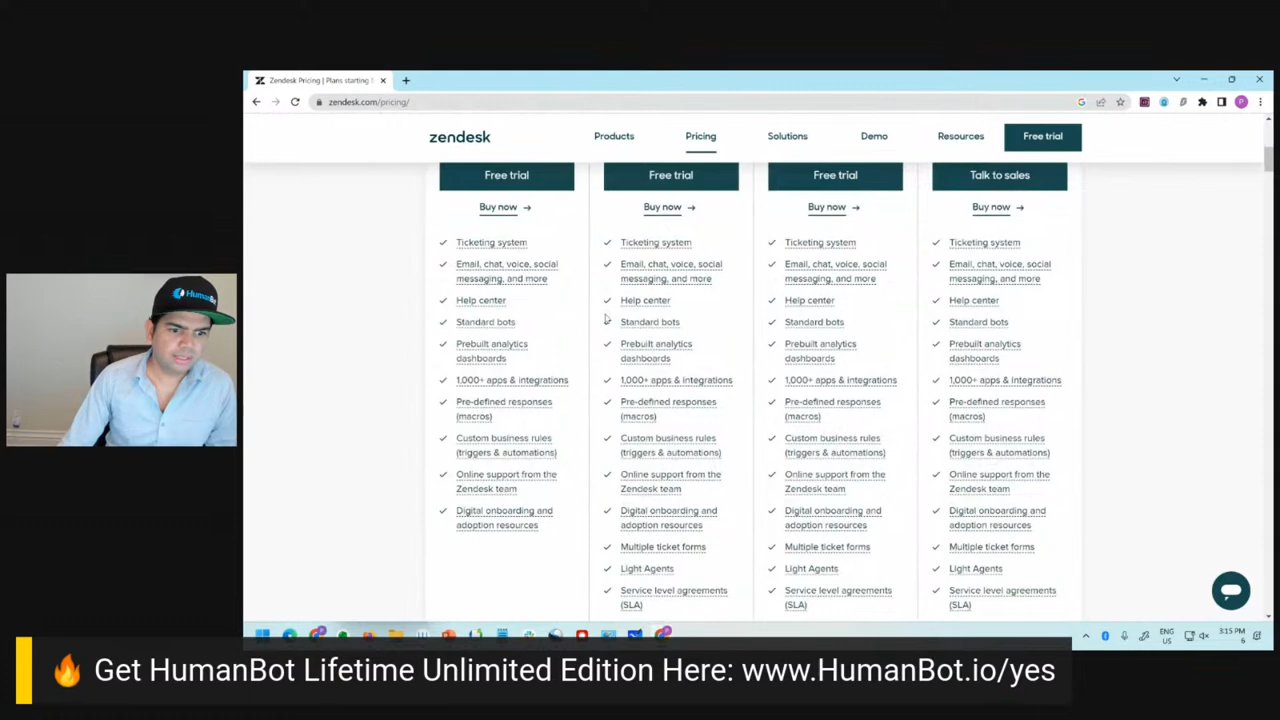 Zendesk Pricing | Plans starting
zendesk.com/pricing/
zendesk
Products
Pricing
Solutions
Demo
Resources
Free trial
Free trial
Buy now →
Ticketing system
Email, chat, voice, social
messaging, and more
Help center
Standard bots
Prebuilt analytics
dashboards
1,000+ apps & integrations
Pre-defined responses
(macros)
Custom business rules
(triggers & automations)
Online support from the
Zendesk team
Digital onboarding and
adoption resources
Free trial
Buy now →
Ticketing system
Email, chat, voice, social
messaging, and more
Help center
Standard bots
Prebuilt analytics
dashboards
1,000+ apps & integrations
Pre-defined responses
(macros)
Custom business rules
(triggers & automations)
Online support from the
Zendesk team
Digital onboarding and
adoption resources
Multiple ticket forms
Light Agents
Service level agreements
(SLA)
Free trial
Buy now →
Ticketing system
Email, chat, voice, social
messaging, and more
Help center
Standard bots
Prebuilt analytics
dashboards
1,000+ apps & integrations
Pre-defined responses
(macros)
Custom business rules
(triggers & automations)
Online support from the
Zendesk team
Digital onboarding and
adoption resources
Multiple ticket forms
Light Agents
Service level agreements
(SLA)
Talk to sales
Buy now →
Ticketing system
Email, chat, voice, social
messaging, and more
Help center
Standard bots
Prebuilt analytics
dashboards
1,000+ apps & integrations
Pre-defined responses
(macros)
Custom business rules
(triggers & automations)
Online support from the
Zendesk team
Digital onboarding and
adoption resources
Multiple ticket forms
Light Agents
Service level agreements
(SLA)
HumanBot
ENG
US
3:15 PM
🔥 Get HumanBot Lifetime Unlimited Edition Here: www.HumanBot.io/yes